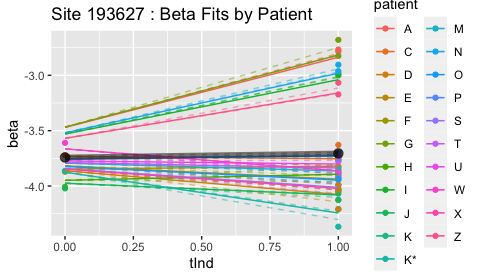 Site 193627 : Beta Fits by Patient
beta
-3.0
-3.5
-4.0
0.00
0.25
0.50
0.75
1.00
tInd
patient
A
C
D
E
F
G
H
I
J
K
K*
M
N
O
P
S
T
U
W
X
Z